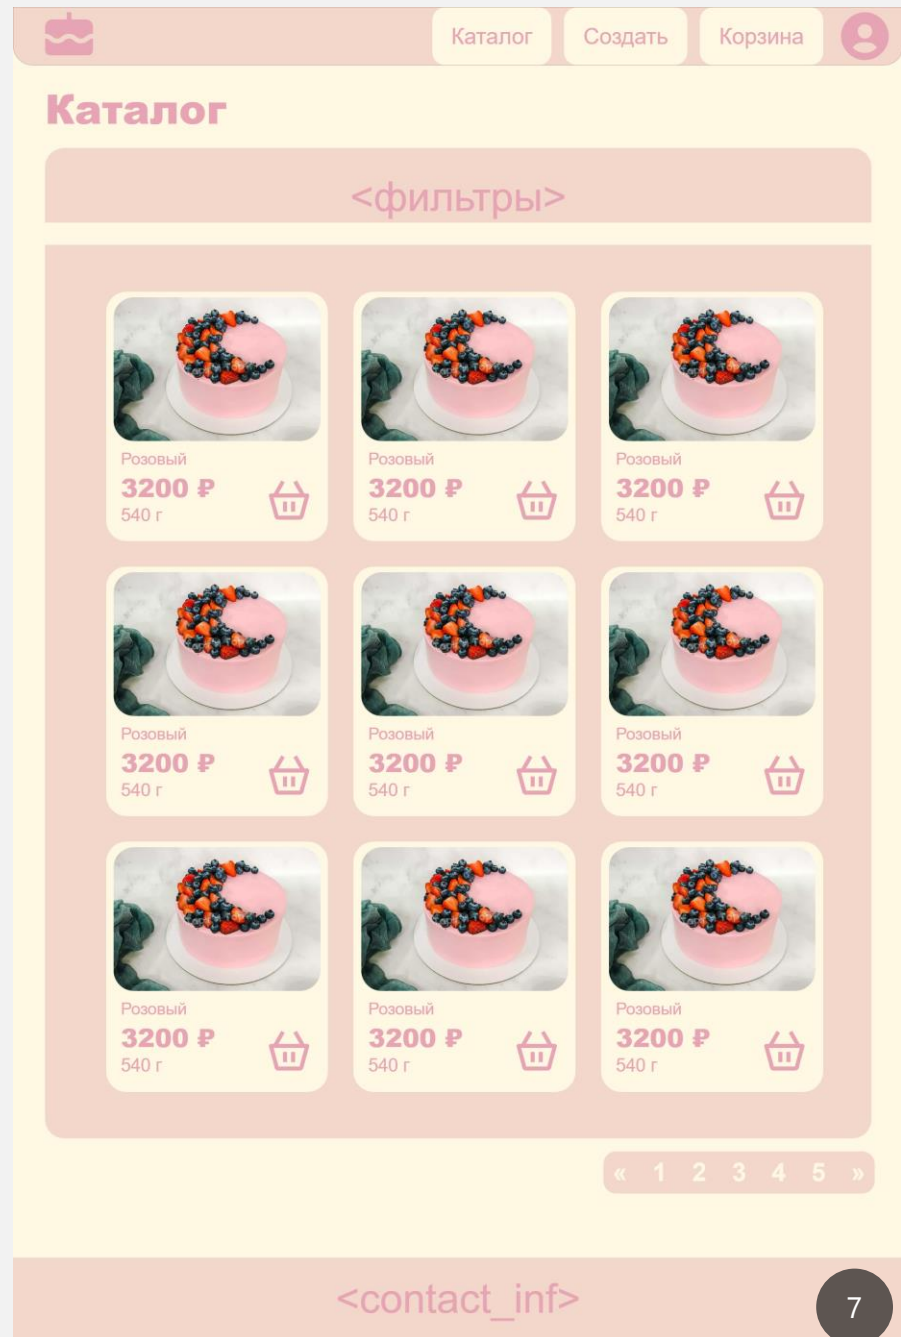 Каталог Создать Корзина
Каталог
<фильтры>
Розовый Розовый Розовый
3200 ₽ 3200 ₽ 3200 ₽
540 г 540 г 540 г
Розовый Розовый Розовый
3200 ₽ 3200 ₽ 3200 ₽
540 г 540 г 540 г
Розовый Розовый Розовый
3200 ₽ 3200 ₽ 3200 ₽
540 г 540 г 540 г
« 1 2 3 4 5 »
<contact_inf>
7